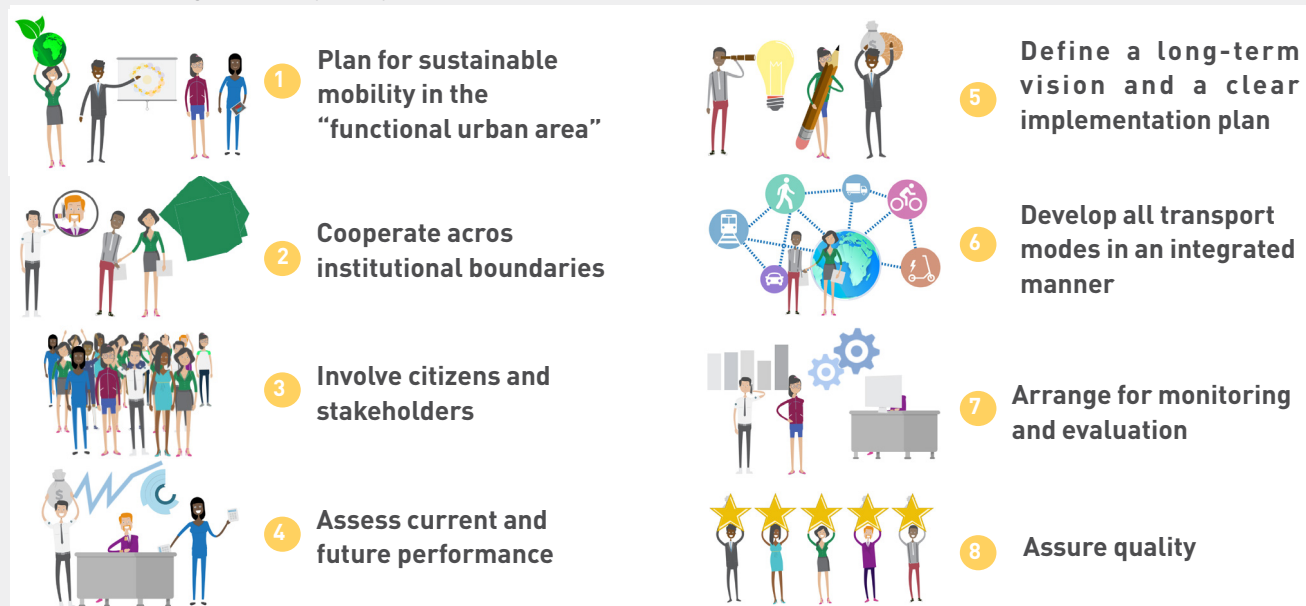 1
Plan for sustainable
mobility in the
“functional urban area”
2
Cooperate acros
institutional boundaries
3
Involve citizens and
stakeholders
$
4
Assess current and
future performance
$
5
Define a long-term
vision and a clear
implementation plan
6
Develop all transport
modes in an integrated
manner
7
Arrange for monitoring
and evaluation
8
Assure quality